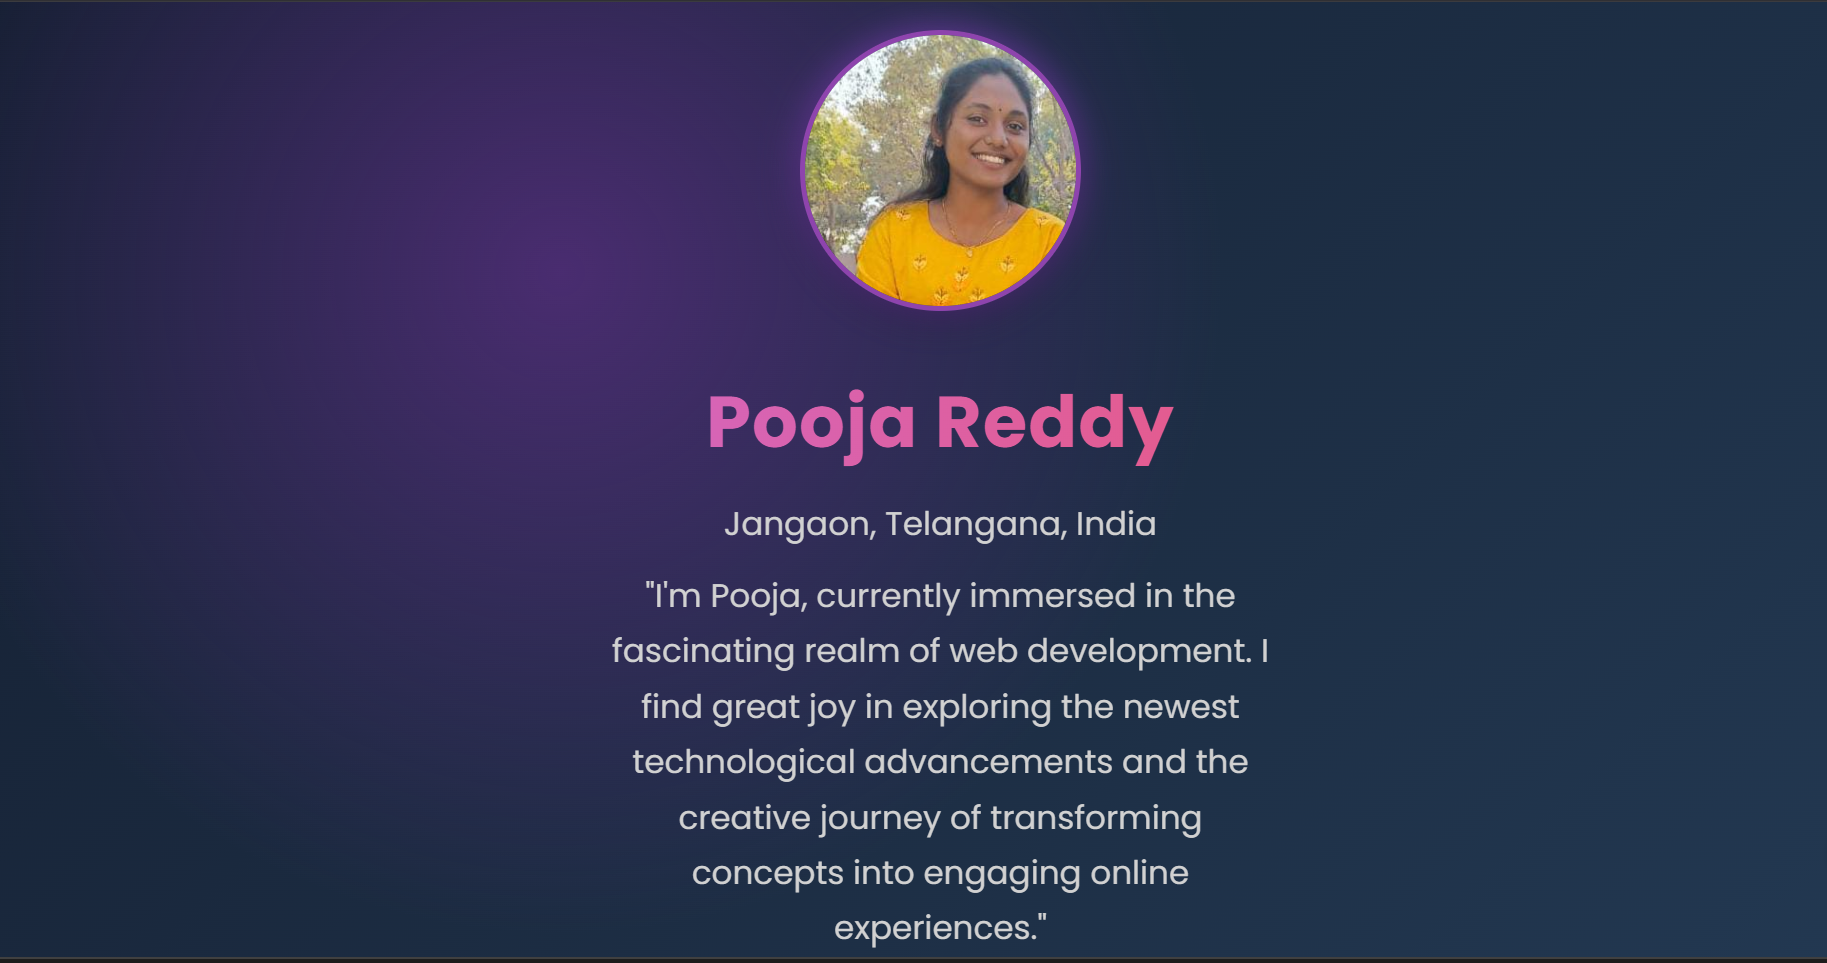 Pooja Reddy
Jangaon, Telangana, India
"I'm Pooja, currently immersed in the
fascinating realm of web development. I
find great joy in exploring the newest
technological advancements and the
creative journey of transforming
concepts into engaging online
experiences."